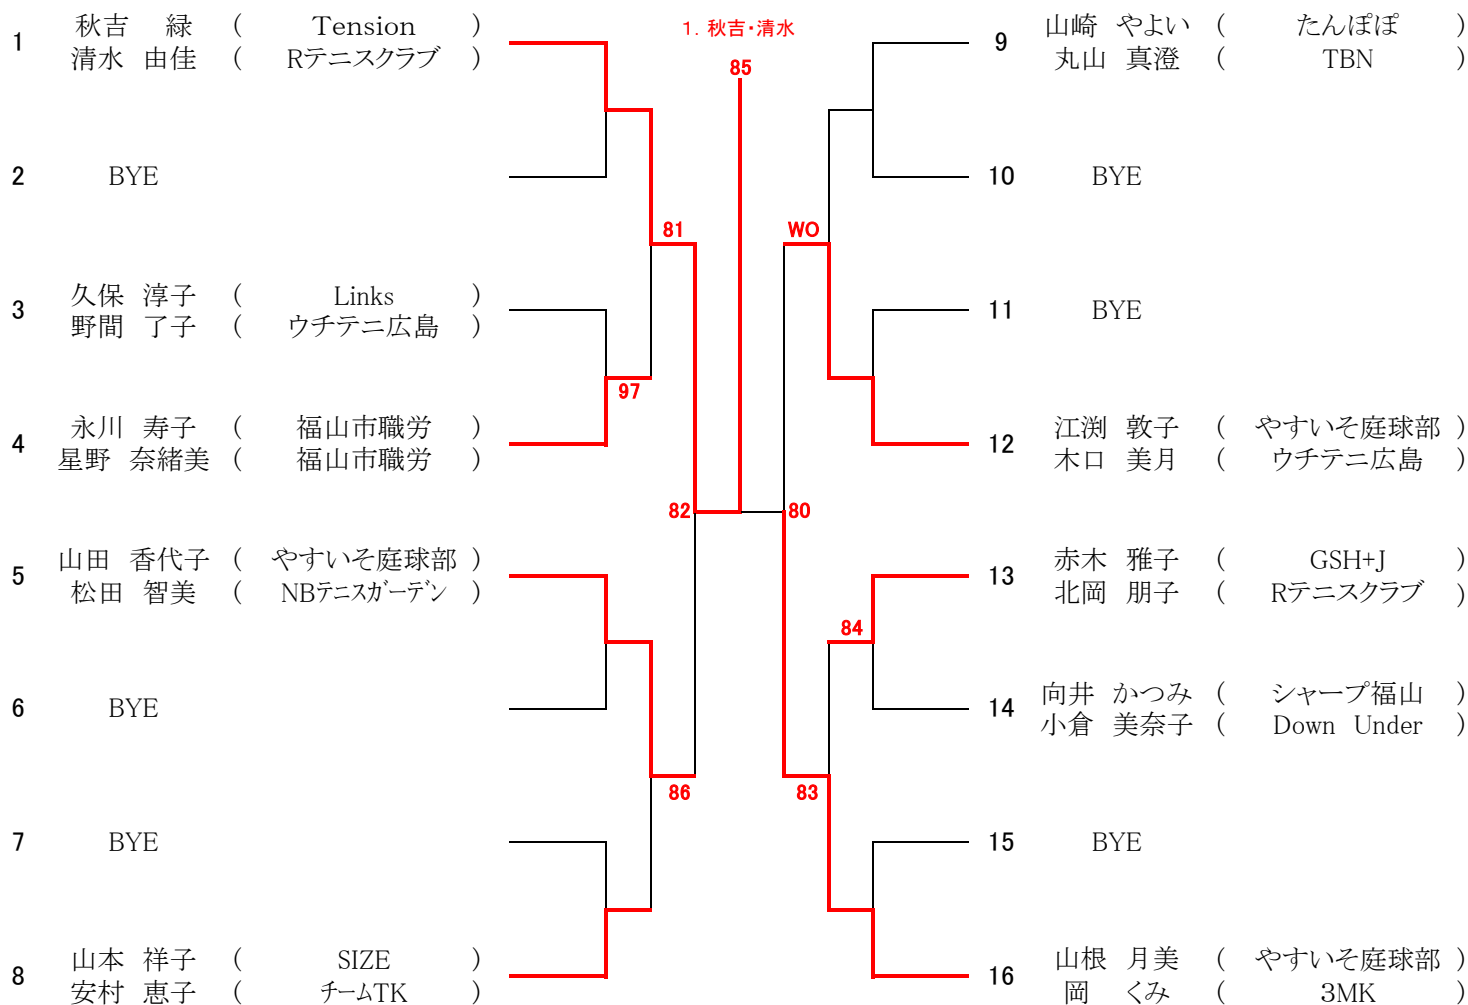 1. 秋吉・清水
85
1 秋吉 緑 ( Tension )
清水 由佳 ( Rテニスクラブ )
2 BYE
81
3 久保 淳子 ( Links )
野間 了子 ( ウチテニ広島 )
97
4 永川 寿子 ( 福山市職労 )
星野 奈緒美 ( 福山市職労 )
82
5 山田 香代子 ( やすいそ庭球部 )
松田 智美 ( NBテニスガーデン )
6 BYE
86
7 BYE
8 山本 祥子 ( SIZE )
安村 恵子 ( チームTK )
9 山崎 やよい ( たんぽぽ )
丸山 真澄 ( TBN )
10 BYE
WO
11 BYE
12 江渕 敦子 ( やすいそ庭球部 )
木口 美月 ( ウチテニ広島 )
80
13 赤木 雅子 ( GSH+J )
北岡 朋子 ( Rテニスクラブ )
84
14 向井 かつみ ( シャープ福山 )
小倉 美奈子 ( Down Under )
83
15 BYE
16 山根 月美 ( やすいそ庭球部 )
岡 くみ ( 3MK )